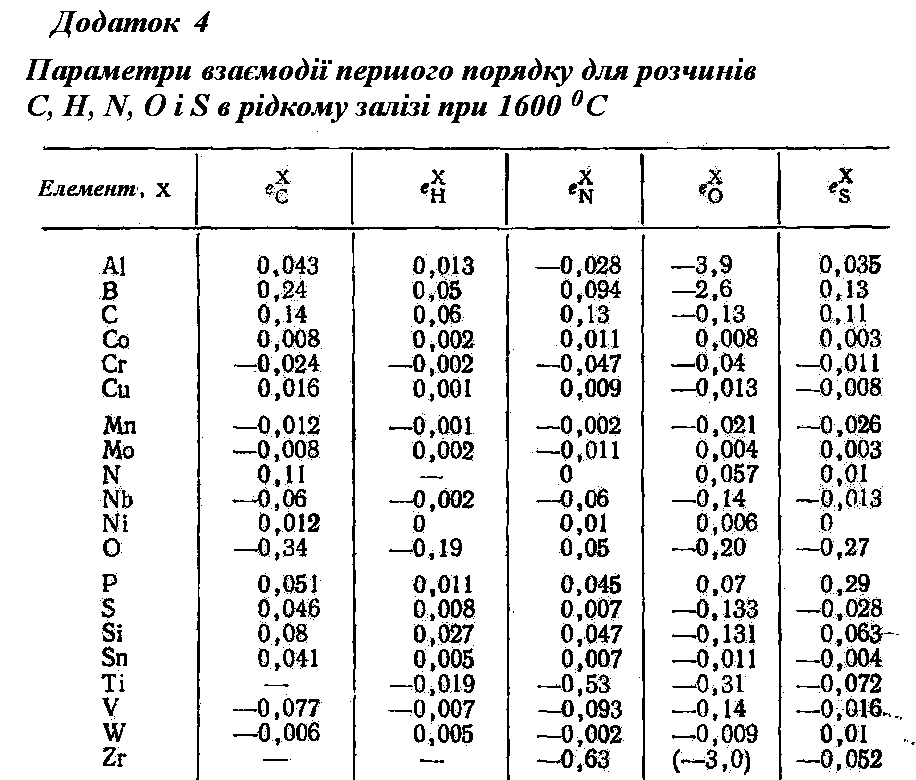 Додаток 4
Параметри взаємодії першого порядку для розчинів
C, H, N, O і S в рідкому залізі при 1600 ⁰C
Елемент, X e_C^X e_H^X e_N^X e_O^X e_S^X
Al 0,043 0,013 —0,028 —3,9 0,035
B 0,24 0,05 0,094 —2,6 0,13
C 0,14 0,06 0,13 —0,13 0,11
Co 0,008 0,002 0,011 0,008 0,003
Cr —0,024 —0,002 —0,047 —0,04 —0,011
Cu 0,016 0,001 0,009 —0,013 —0,008
Mn —0,012 —0,001 —0,002 —0,021 —0,026
Mo —0,008 0,002 —0,011 0,004 0,003
N 0,11 — 0 0,057 0,01
Nb —0,06 —0,002 —0,06 —0,14 —0,013
Ni 0,012 0 0,01 0,006 0
O —0,34 —0,19 0,05 —0,20 —0,27
P 0,051 0,011 0,045 0,07 0,29
S 0,046 0,008 0,007 —0,133 —0,028
Si 0,08 0,027 0,047 —0,131 0,063
Sn 0,041 0,005 0,007 —0,011 —0,004
Ti — —0,019 —0,53 —0,31 —0,072
V —0,077 —0,007 —0,093 —0,14 —0,016
W —0,006 0,005 —0,002 —0,009 0,01
Zr — — —0,63 (—3,0) —0,052